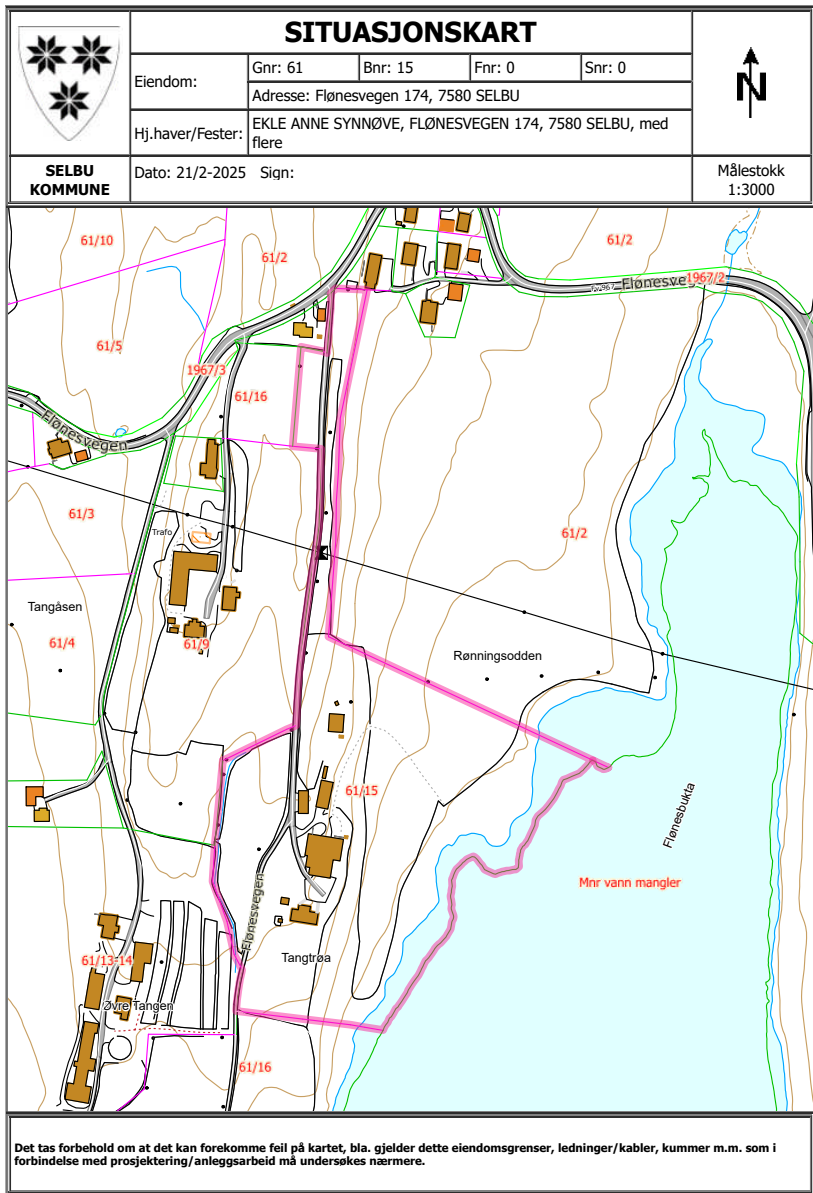 SITUASJONSKART
Eiendom:
Gnr: 61
Bnr: 15
Fnr: 0
Snr: 0
Adresse: Flønesvegen 174, 7580 SELBU
Hj.haver/Fester:
EKLE ANNE SYNNØVE, FLØNESVEGEN 174, 7580 SELBU, med
flere
N
SELBU
KOMMUNE
Dato: 21/2-2025 Sign:
Målestokk
1:3000
61/10
61/2
61/2
Fv.967
Flønesvegen
1967/2
61/5
1967/3
61/16
Flønesvegen
61/3
Trafo
61/2
Tangåsen
61/4
61/9
Rønningsodden
61/15
Flønesbukta
Mnr vann mangler
Flønesvegen
Tangtrøa
61/13-14
Øvre Tangen
61/16
Det tas forbehold om at det kan forekomme feil på kartet, bla. gjelder dette eiendomsgrenser, ledninger/kabler, kummer m.m. som i
forbindelse med prosjektering/anleggsarbeid må undersøkes nærmere.